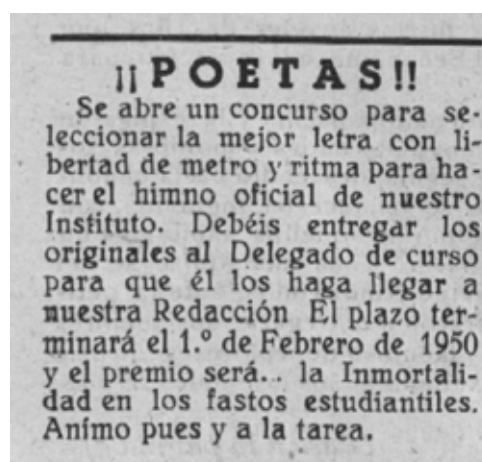 ¡¡POETAS!!
Se abre un concurso para se-
leccionar la mejor letra con li-
bertad de metro y ritma para ha-
cer el himno oficial de nuestro
Instituto. Debéis entregar los
originales al Delegado de curso
para que él los haga llegar a
nuestra Redacción El plazo ter-
minará el 1.º de Febrero de 1950
y el premio será.. la Inmortali-
dad en los fastos estudiantiles.
Animo pues y a la tarea.